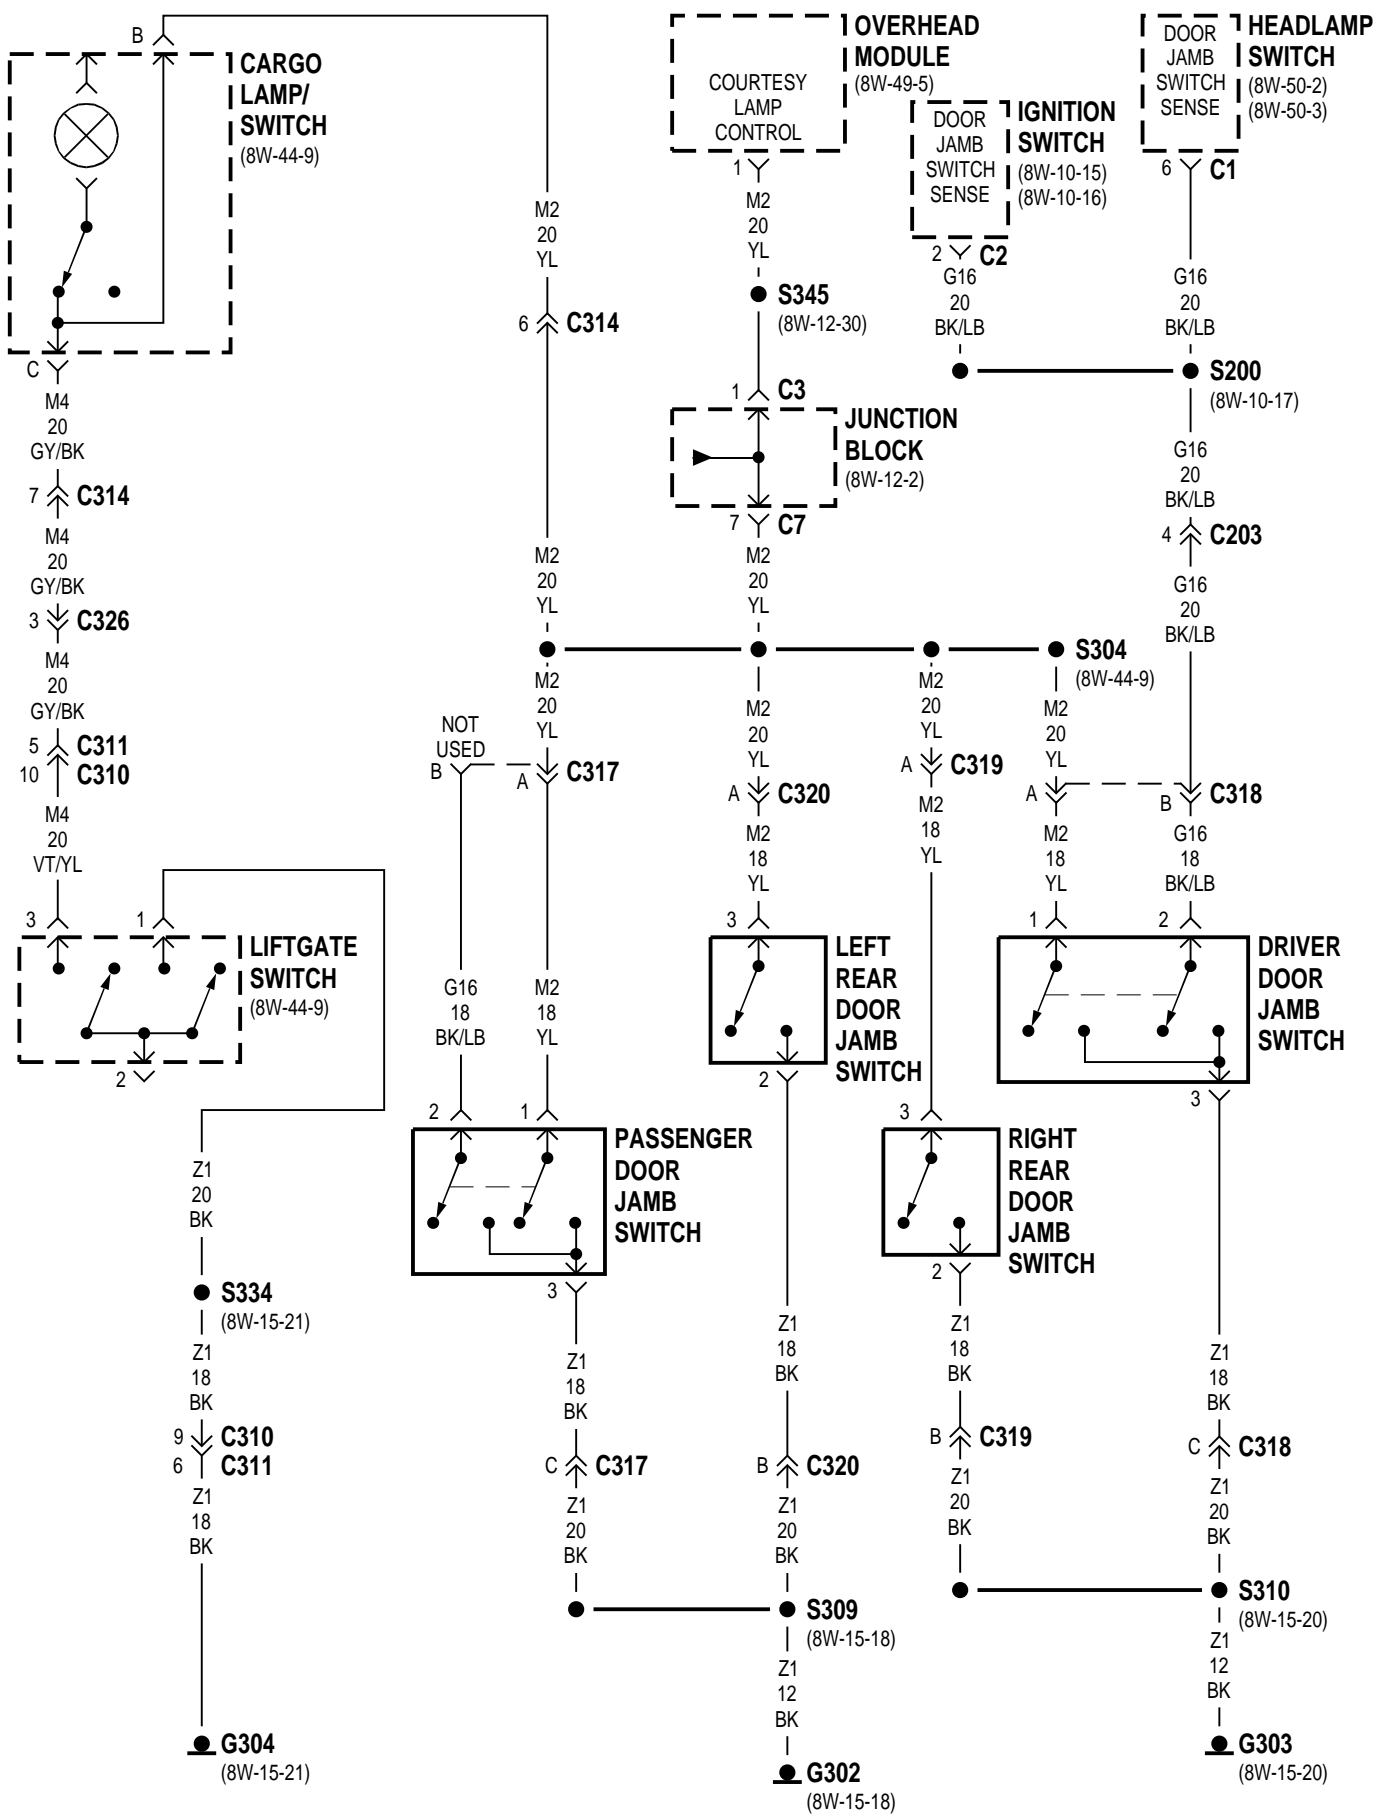 B
CARGO
LAMP/
SWITCH
(8W-44-9)
C
M4
20
GY/BK
7
C314
M4
20
GY/BK
3
C326
M4
20
GY/BK
5
C311
10
C310
M4
20
VT/YL
3
1
LIFTGATE
SWITCH
(8W-44-9)
2
Z1
20
BK
S334
(8W-15-21)
Z1
18
BK
9
C310
6
C311
Z1
18
BK
G304
(8W-15-21)
M2
20
YL
6
C314
M2
20
YL
M2
20
YL
NOT
USED
B
A
C317
G16
18
BK/LB
M2
18
YL
2
1
PASSENGER
DOOR
JAMB
SWITCH
3
Z1
18
BK
C
C317
Z1
20
BK
OVERHEAD
MODULE
(8W-49-5)
COURTESY
LAMP
CONTROL
1
M2
20
YL
S345
(8W-12-30)
1
C3
JUNCTION
BLOCK
(8W-12-2)
7
C7
M2
20
YL
M2
20
YL
A
C320
M2
18
YL
3
LEFT
REAR
DOOR
JAMB
SWITCH
2
Z1
18
BK
B
C320
Z1
20
BK
S309
(8W-15-18)
Z1
12
BK
G302
(8W-15-18)
DOOR
JAMB
SWITCH
SENSE
IGNITION
SWITCH
(8W-10-15)
(8W-10-16)
2
C2
G16
20
BK/LB
M2
20
YL
A
C319
M2
18
YL
3
RIGHT
REAR
DOOR
JAMB
SWITCH
2
Z1
18
BK
B
C319
Z1
20
BK
DOOR
JAMB
SWITCH
SENSE
HEADLAMP
SWITCH
(8W-50-2)
(8W-50-3)
6
C1
G16
20
BK/LB
S200
(8W-10-17)
G16
20
BK/LB
4
C203
G16
20
BK/LB
S304
(8W-44-9)
M2
20
YL
A
B
C318
M2
18
YL
G16
18
BK/LB
1
2
DRIVER
DOOR
JAMB
SWITCH
3
Z1
18
BK
C
C318
Z1
20
BK
S310
(8W-15-20)
Z1
12
BK
G303
(8W-15-20)